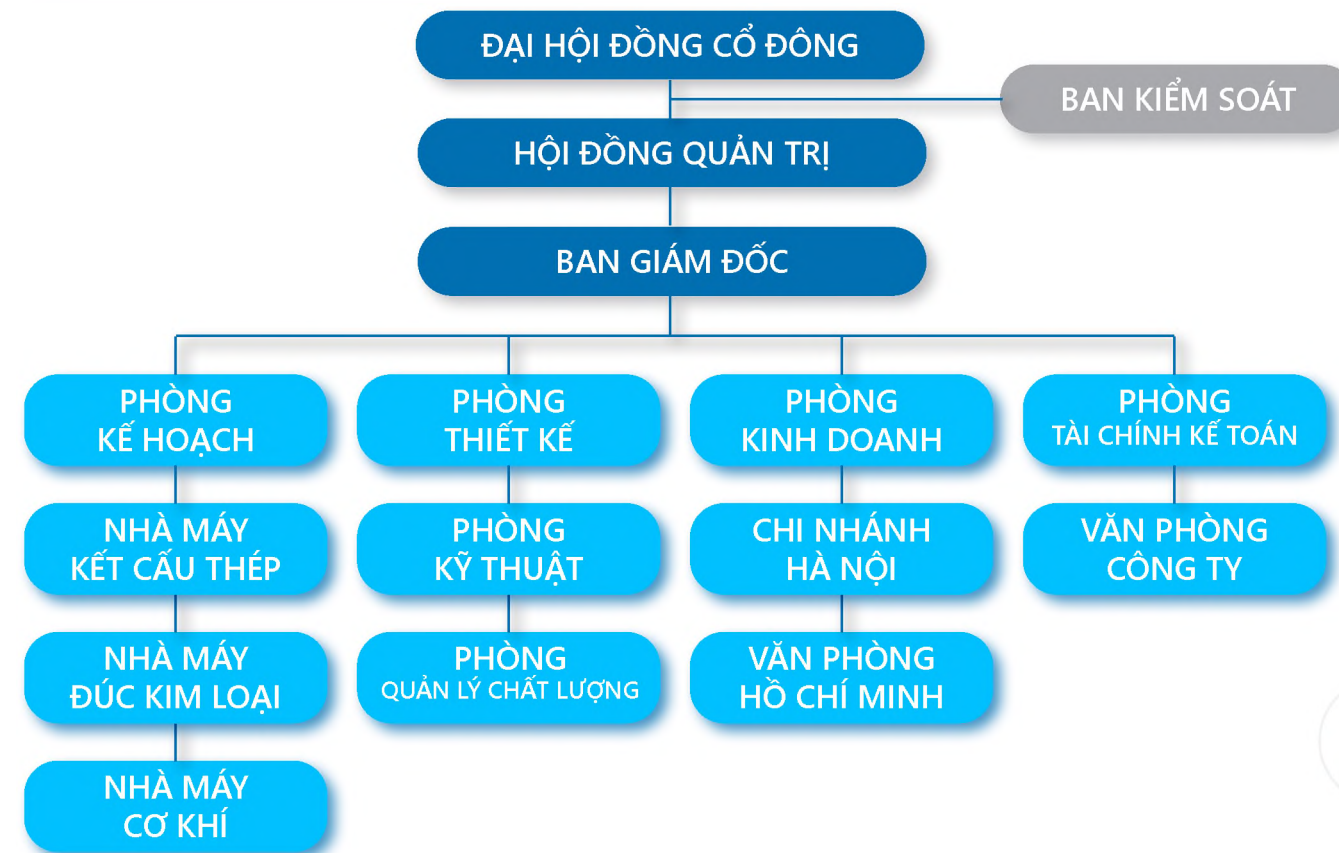 ĐẠI HỘI ĐỒNG CỔ ĐÔNG
BAN KIỂM SOÁT
HỘI ĐỒNG QUẢN TRỊ
BAN GIÁM ĐỐC
PHÒNG
KẾ HOẠCH
PHÒNG
THIẾT KẾ
PHÒNG
KINH DOANH
PHÒNG
TÀI CHÍNH KẾ TOÁN
NHÀ MÁY
KẾT CẤU THÉP
PHÒNG
KỸ THUẬT
CHI NHÁNH
HÀ NỘI
VĂN PHÒNG
CÔNG TY
NHÀ MÁY
ĐÚC KIM LOẠI
PHÒNG
QUẢN LÝ CHẤT LƯỢNG
VĂN PHÒNG
HỒ CHÍ MINH
NHÀ MÁY
CƠ KHÍ